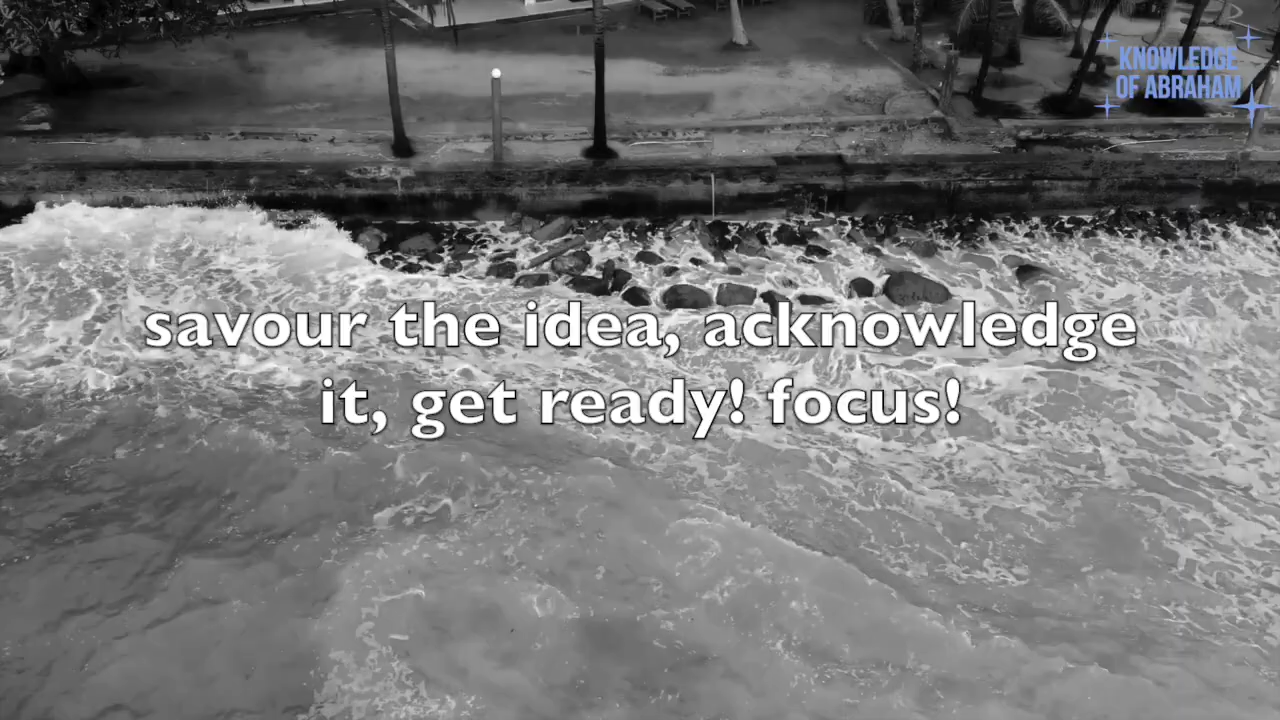 KNOWLEDGE
OF ABRAHAM
savour the idea, acknowledge
it, get ready! focus!